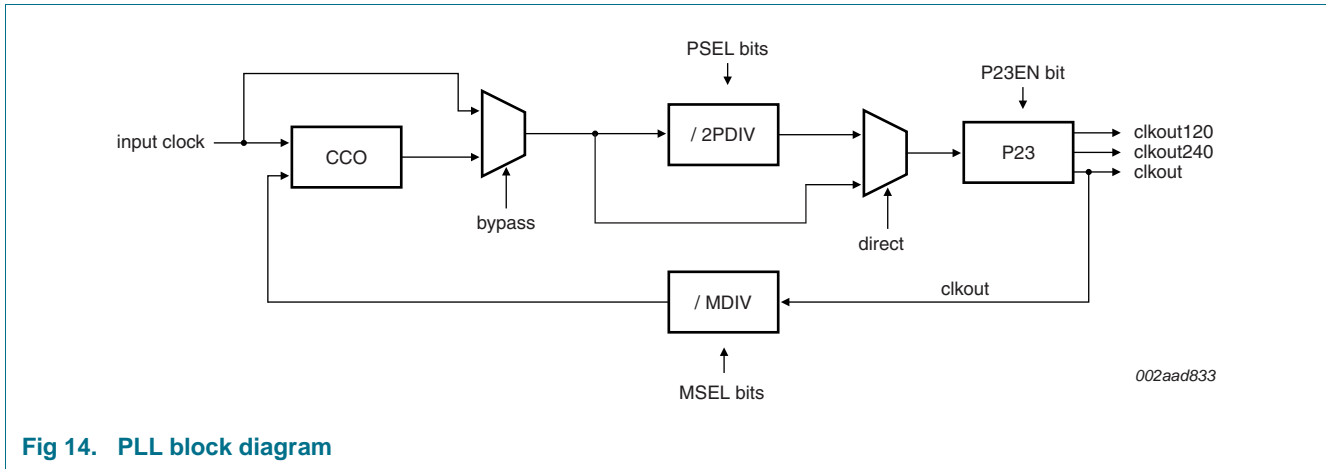 PSEL bits
P23EN bit
input clock
CCO
/ 2PDIV
P23
clkout120
clkout240
clkout
bypass
direct
/ MDIV
clkout
MSEL bits
002aad833
Fig 14. PLL block diagram